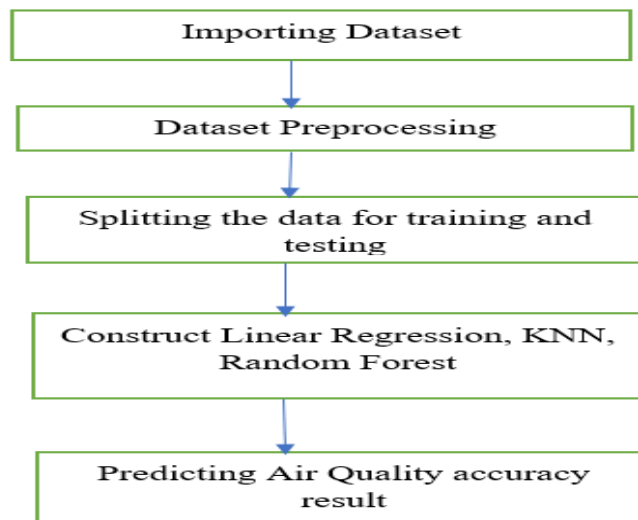 Importing Dataset
Dataset Preprocessing
Splitting the data for training and
testing
Construct Linear Regression, KNN,
Random Forest
Predicting Air Quality accuracy
result